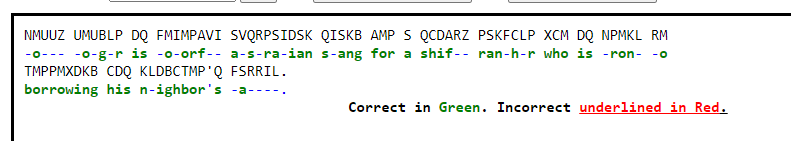 NMUUZ UMUBLP DQ FMIMPAVI SVQRPSIDSK QISKB AMP S QCDARZ PSKFCLP XCM DQ NPMKL RM
-o--- -o-g-r is -o-orf-- a-s-ra-ian s-ang for a shif-- ran-h-r who is -ron- -o
TMPPMXDKB CDQ KLDBCTMP'Q FSRRIL.
borrowing his n-ighbor's -a----.
Correct in Green. Incorrect underlined in Red.